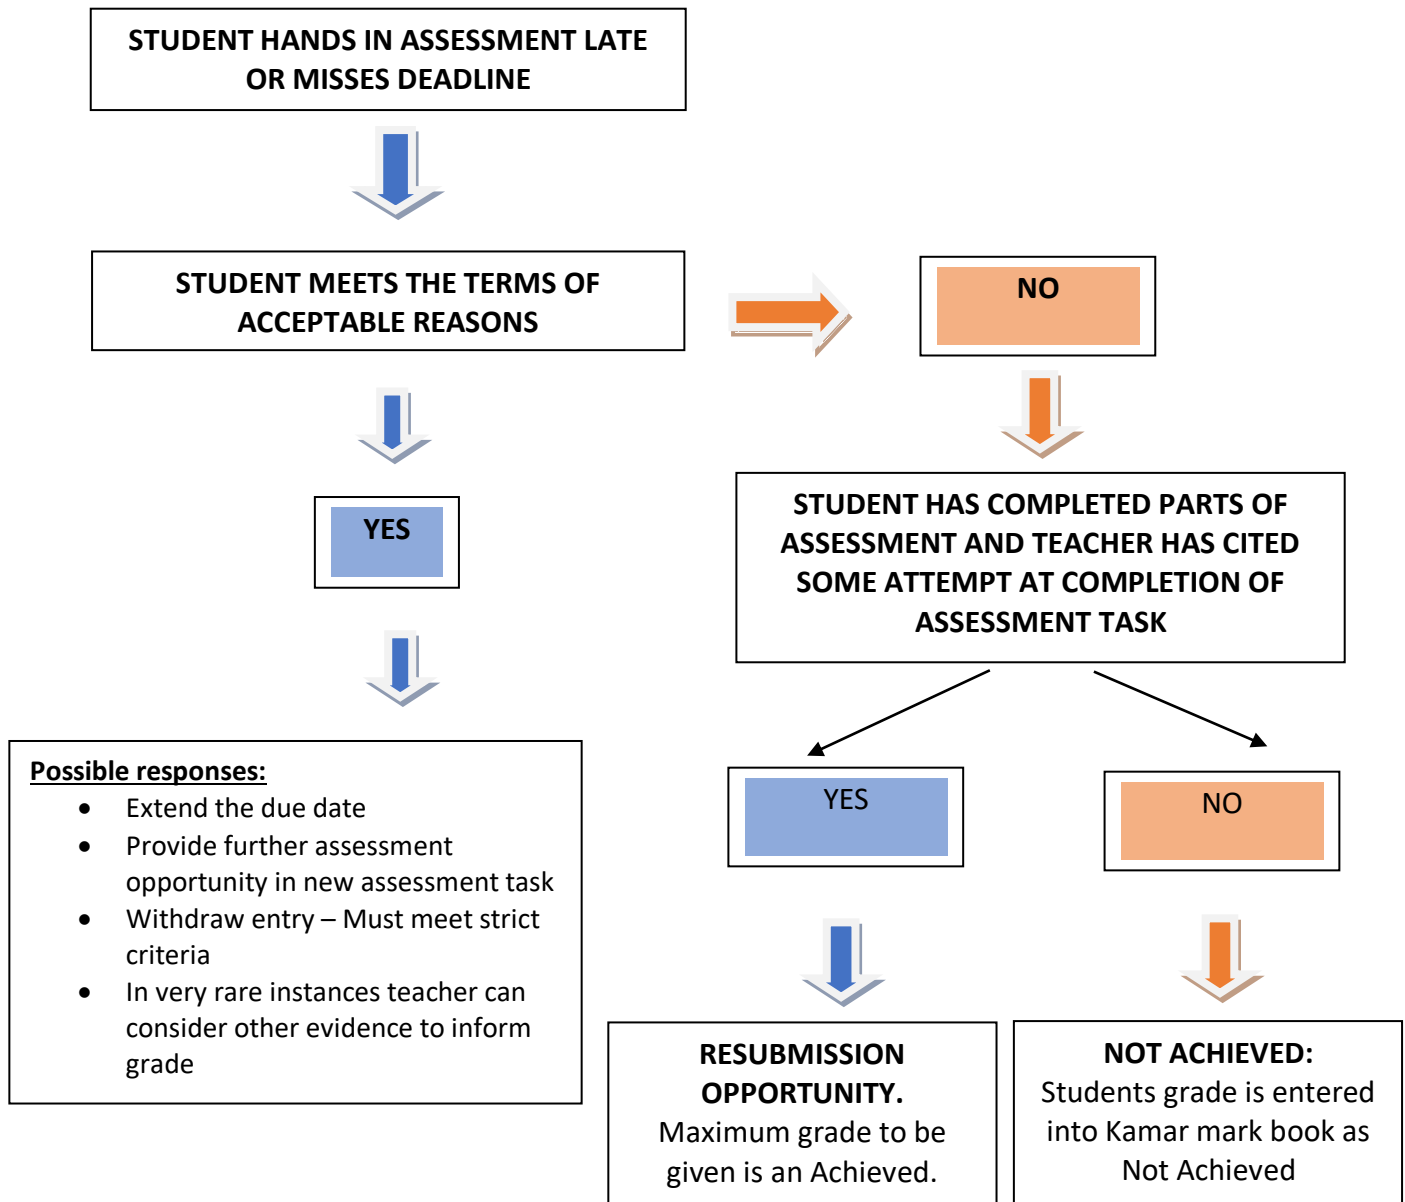 STUDENT HANDS IN ASSESSMENT LATE
OR MISSES DEADLINE
STUDENT MEETS THE TERMS OF
ACCEPTABLE REASONS
NO
YES
STUDENT HAS COMPLETED PARTS OF
ASSESSMENT AND TEACHER HAS CITED
SOME ATTEMPT AT COMPLETION OF
ASSESSMENT TASK
Possible responses:
• Extend the due date
• Provide further assessment
opportunity in new assessment task
• Withdraw entry – Must meet strict
criteria
• In very rare instances teacher can
consider other evidence to inform
grade
YES
NO
RESUBMISSION
OPPORTUNITY.
Maximum grade to be
given is an Achieved.
NOT ACHIEVED:
Students grade is entered
into Kamar mark book as
Not Achieved